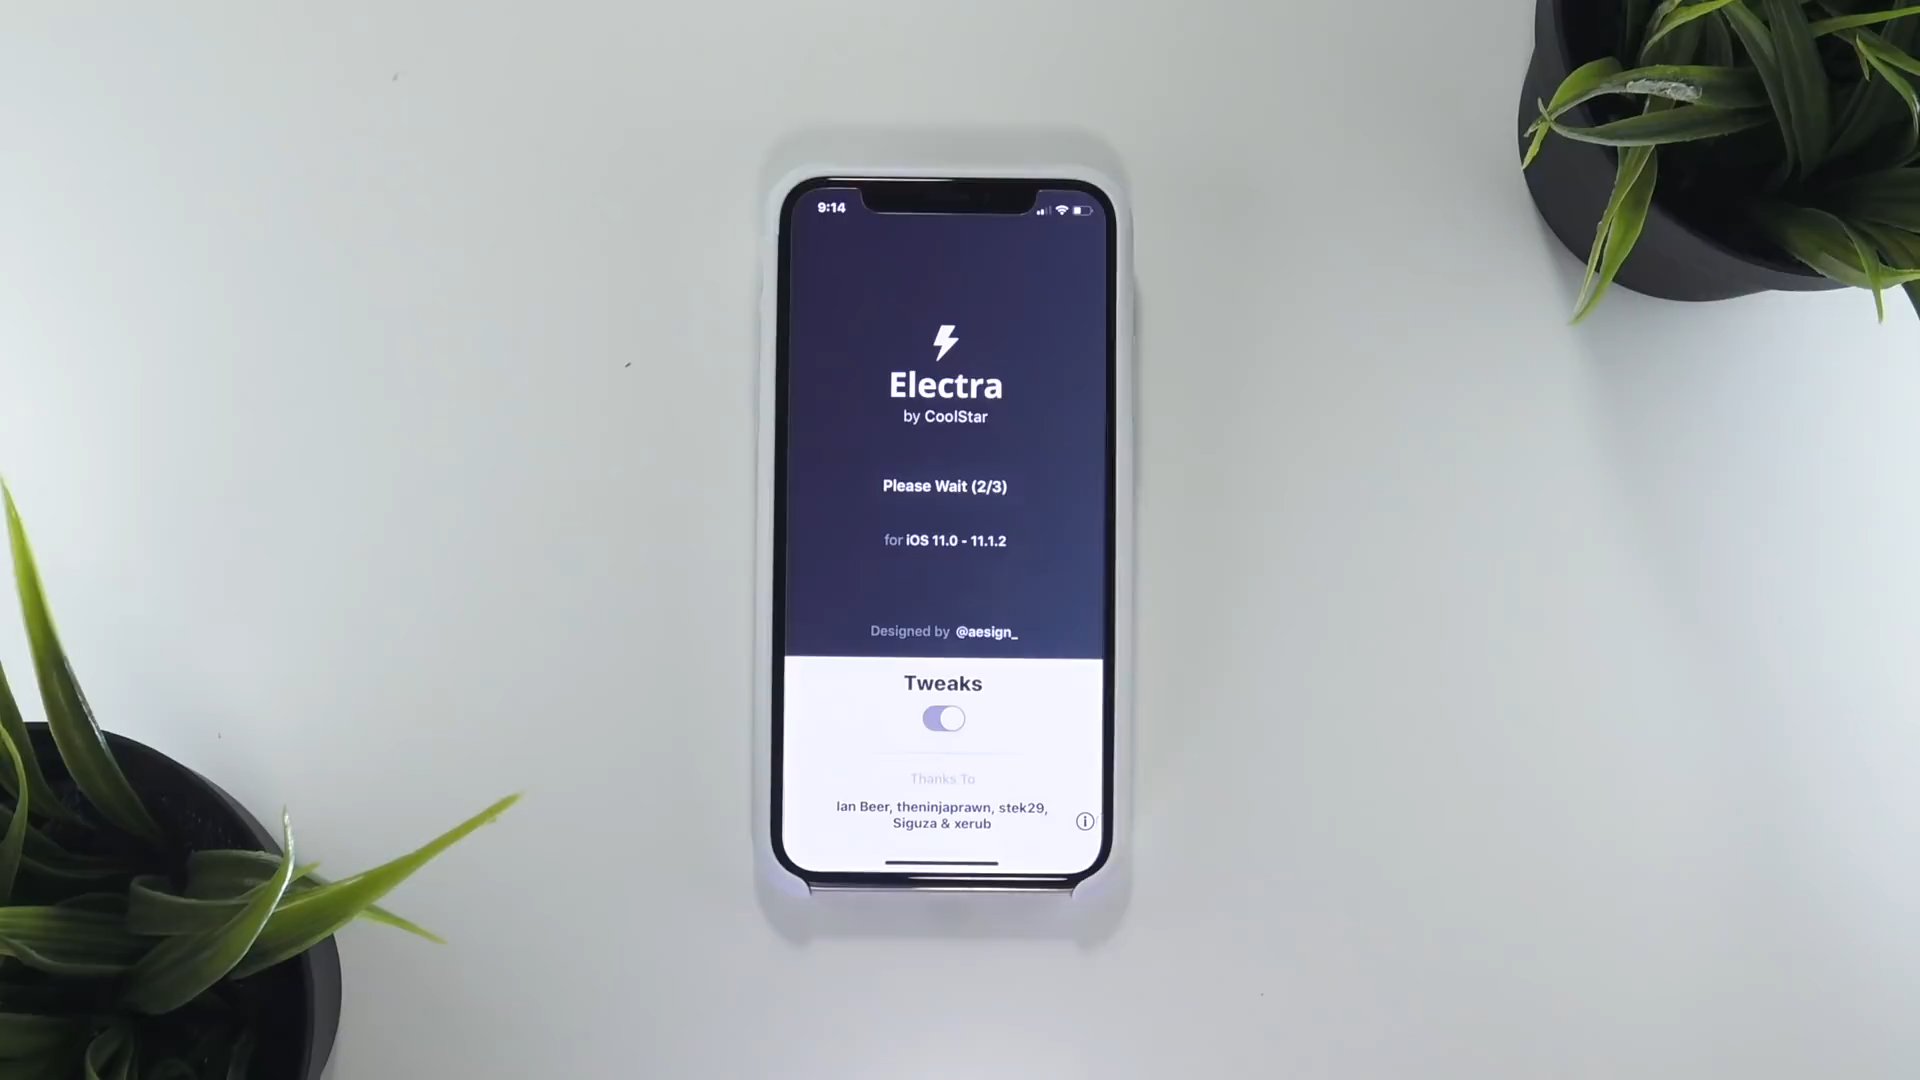 9:14
Electra
by CoolStar
Please Wait (2/3)
for iOS 11.0 - 11.1.2
Designed by @aesign_
Tweaks
Thanks To
Ian Beer, theninjaprawn, stek29,
Siguza & xerub